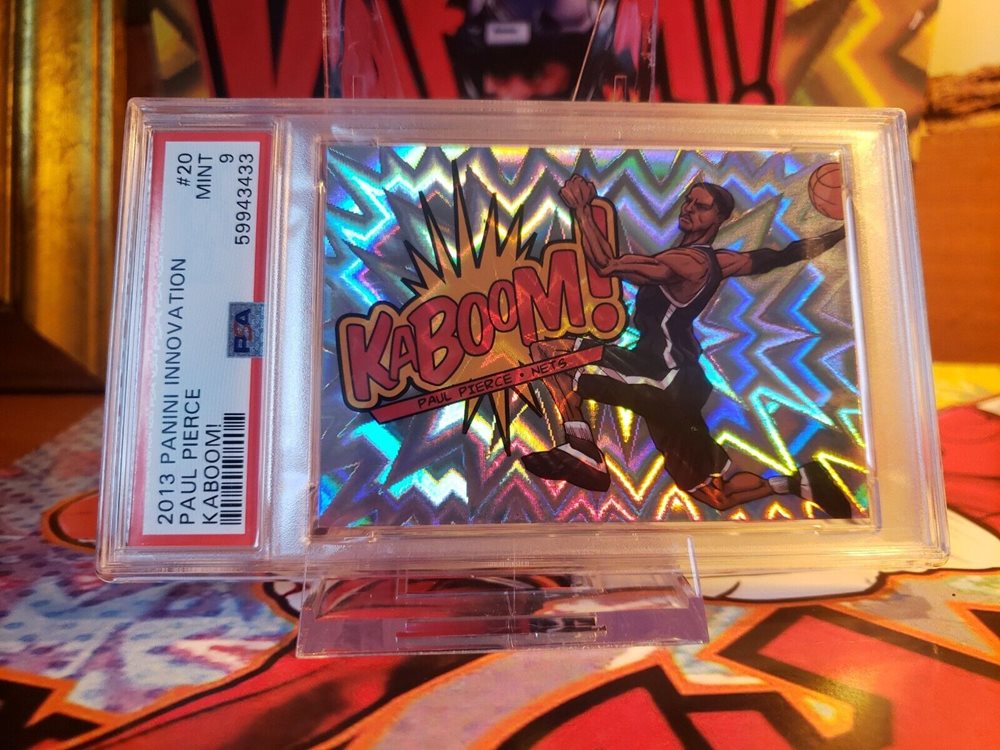 2013 PANINI INNOVATION
PAUL PIERCE
KABOOM!
#20
MINT
9
59943433
PSA
KABOOM!
PAUL PIERCE • NETS